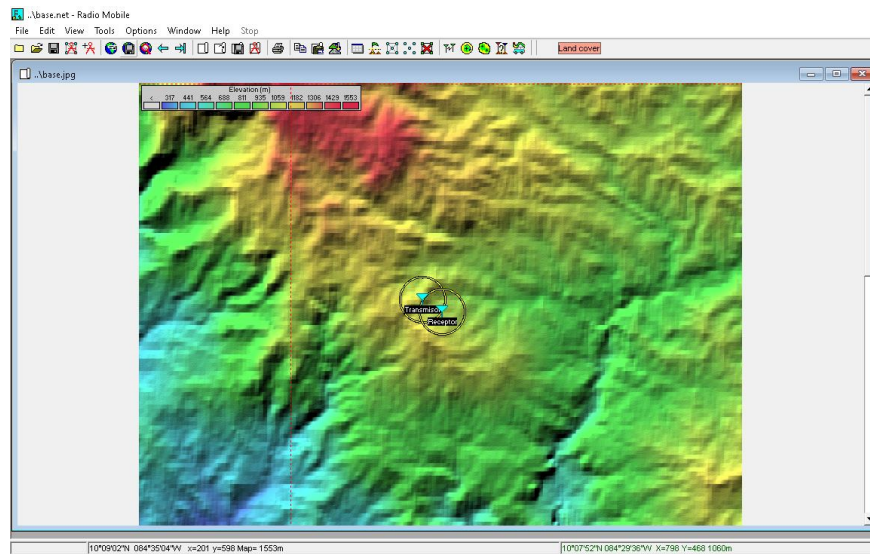 ..\base.net - Radio Mobile
File Edit View Tools Options Window Help Stop
Land cover
..\base.jpg
Elevation (m)
< 317 441 564 688 811 935 1059 1182 1306 1429 1553
Transmisor
Receptor
10°09'02"N 084°35'04"W x=201 y=598 Map= 1553m
10°07'52"N 084°29'36"W X=798 Y=468 1060m